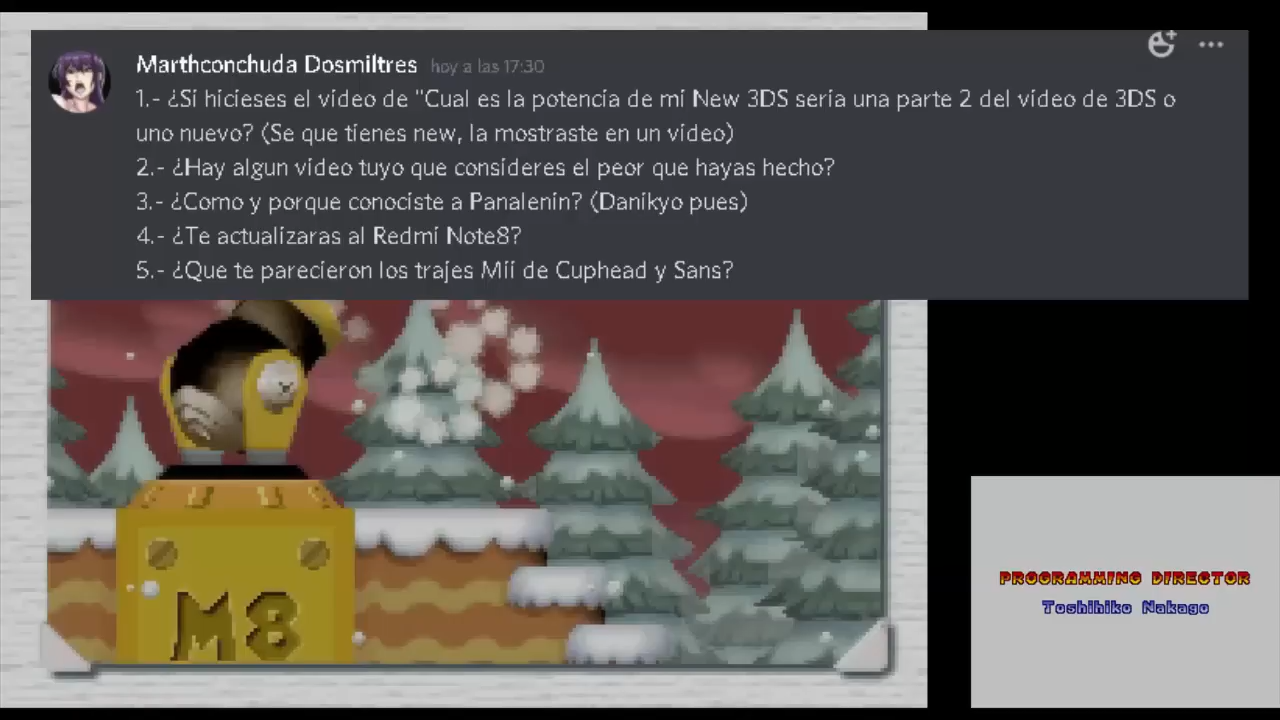 Marthconchuda Dosmiltres hoy a las 17:30
1.- ¿Si hicieses el video de "Cual es la potencia de mi New 3DS seria una parte 2 del video de 3DS o
uno nuevo? (Se que tienes new, la mostraste en un video)
2.- ¿Hay algun video tuyo que consideres el peor que hayas hecho?
3.- ¿Como y porque conociste a Panalenin? (Danikyo pues)
4.- ¿Te actualizaras al Redmi Note8?
5.- ¿Que te parecieron los trajes Mii de Cuphead y Sans?
M8
PROGRAMMING DIRECTOR
Toshihiko Nakago